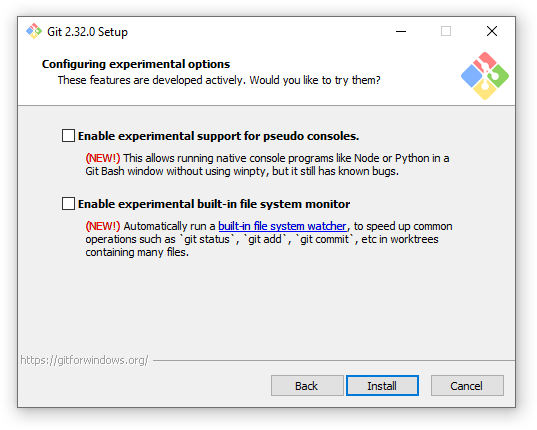 Git 2.32.0 Setup
Configuring experimental options
These features are developed actively. Would you like to try them?
Enable experimental support for pseudo consoles.
(NEW!) This allows running native console programs like Node or Python in a
Git Bash window without using winpty, but it still has known bugs.
Enable experimental built-in file system monitor
(NEW!) Automatically run a built-in file system watcher, to speed up common
operations such as `git status`, `git add`, `git commit`, etc in worktrees
containing many files.
https://gitforwindows.org/
Back
Install
Cancel